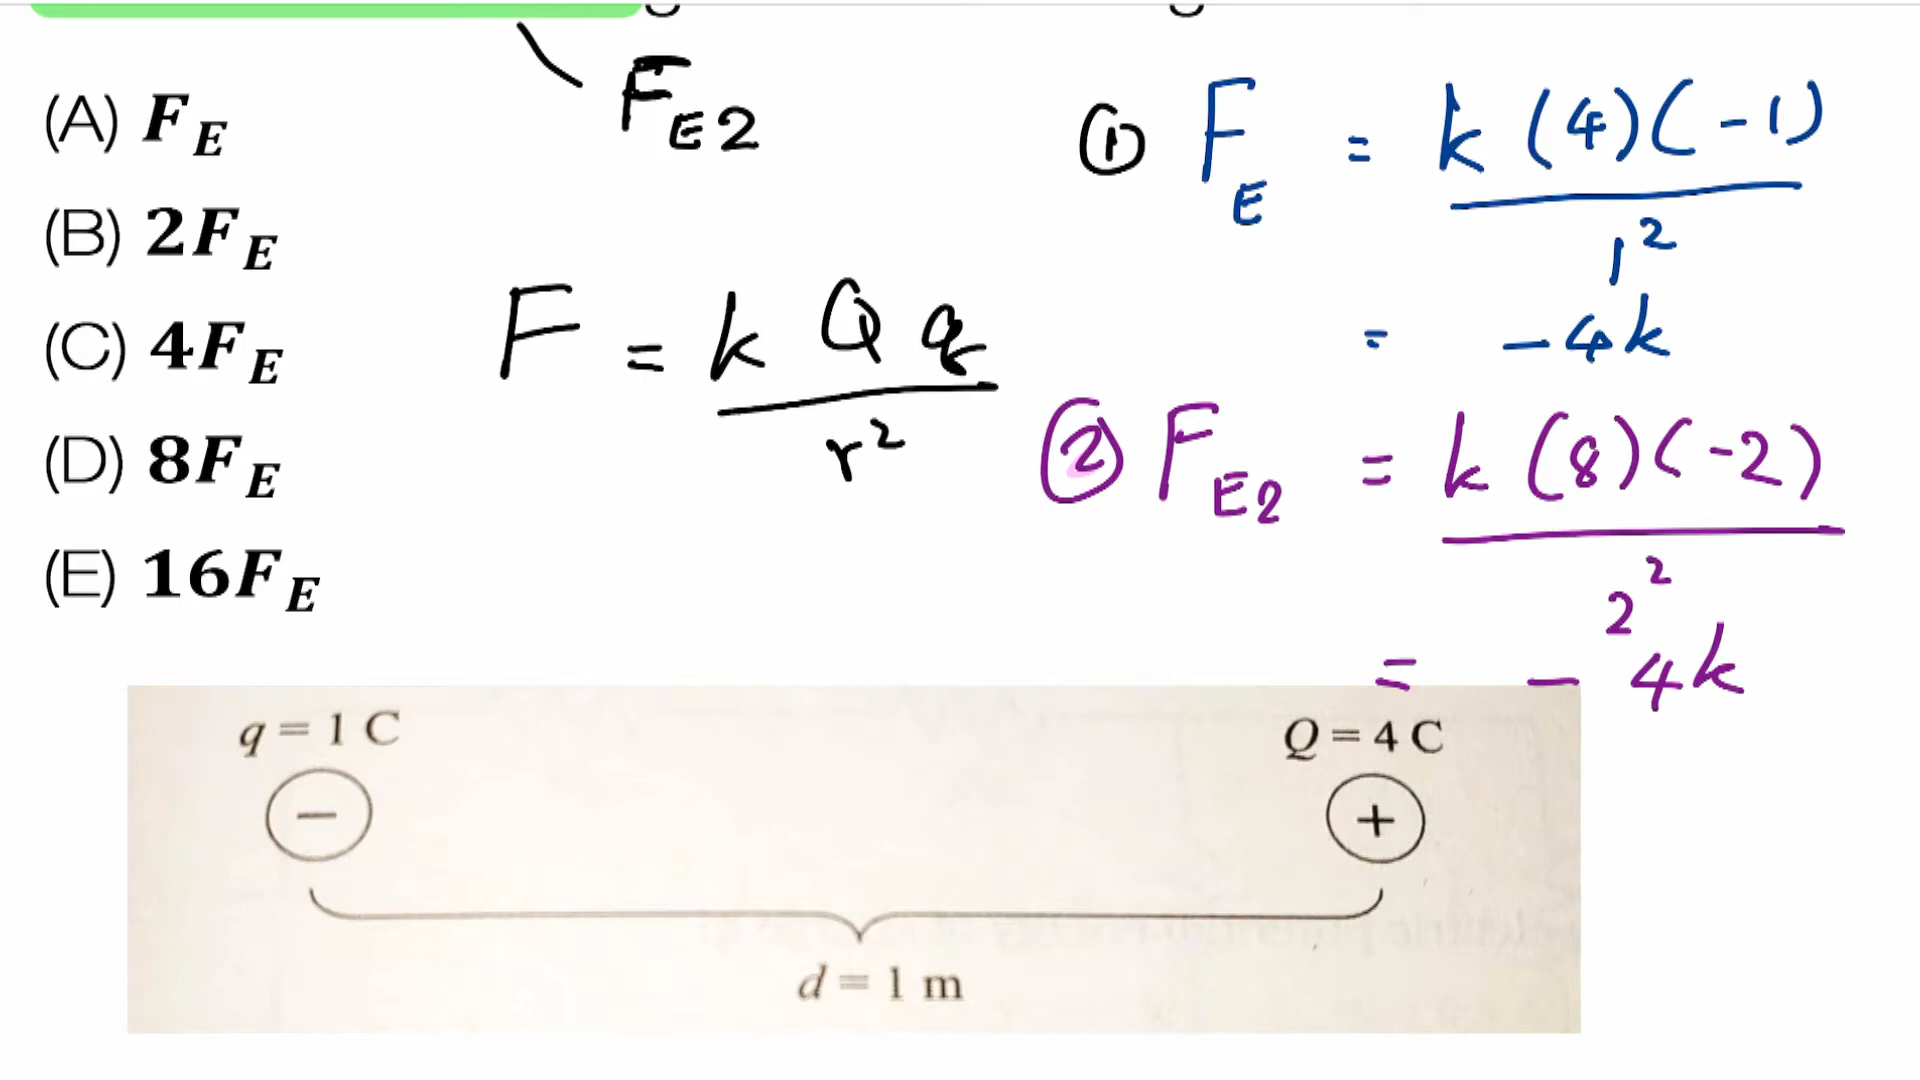 F_E2
(A) F_E
(B) 2F_E
(C) 4F_E
(D) 8F_E
(E) 16F_E
F = k Q q / r²
① F_E = k (4)(-1) / 1²
= -4k
② F_E2 = k (8)(-2) / 2²
= - 4k
q = 1 C
Q = 4 C
−
+
d = 1 m